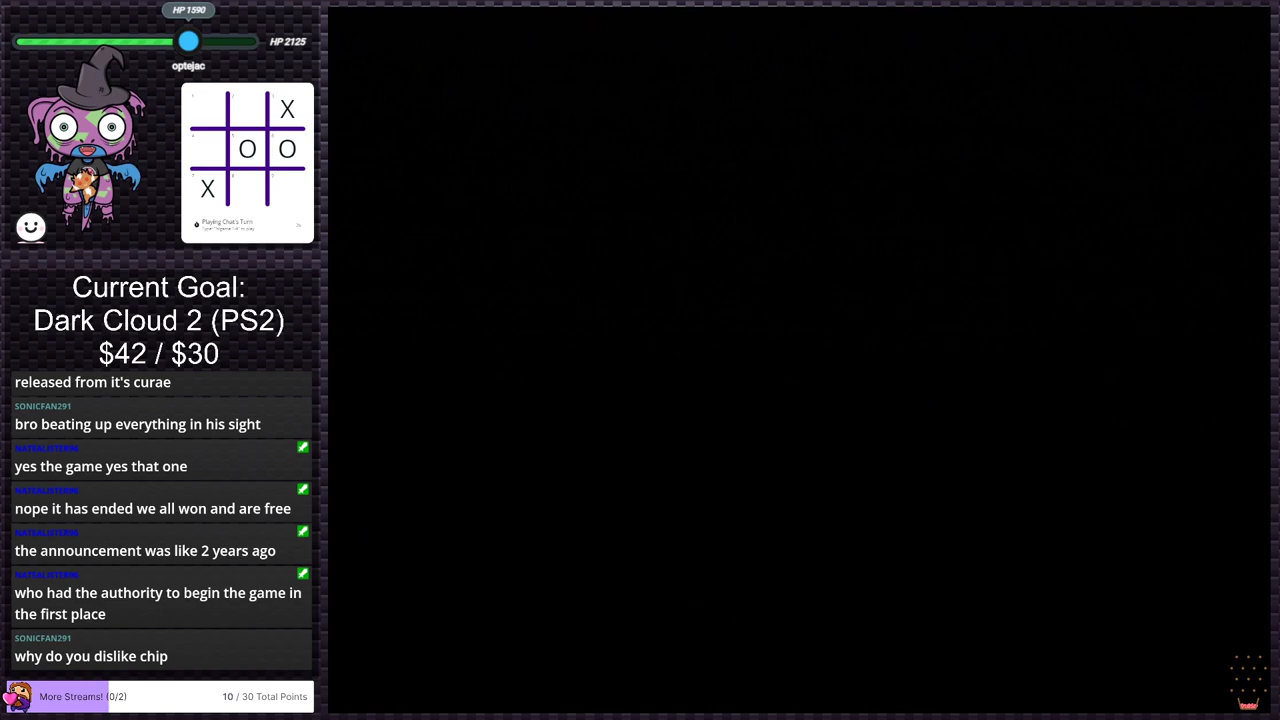 HP 1590
HP 2125
optejac
X
O O
X
Playing Chat's Turn
Current Goal:
Dark Cloud 2 (PS2)
$42 / $30
released from it's curae
SONICFAN291
bro beating up everything in his sight
yes the game yes that one
nope it has ended we all won and are free
the announcement was like 2 years ago
who had the authority to begin the game in
the first place
SONICFAN291
why do you dislike chip
More Streams! (0/2)
10 / 30 Total Points